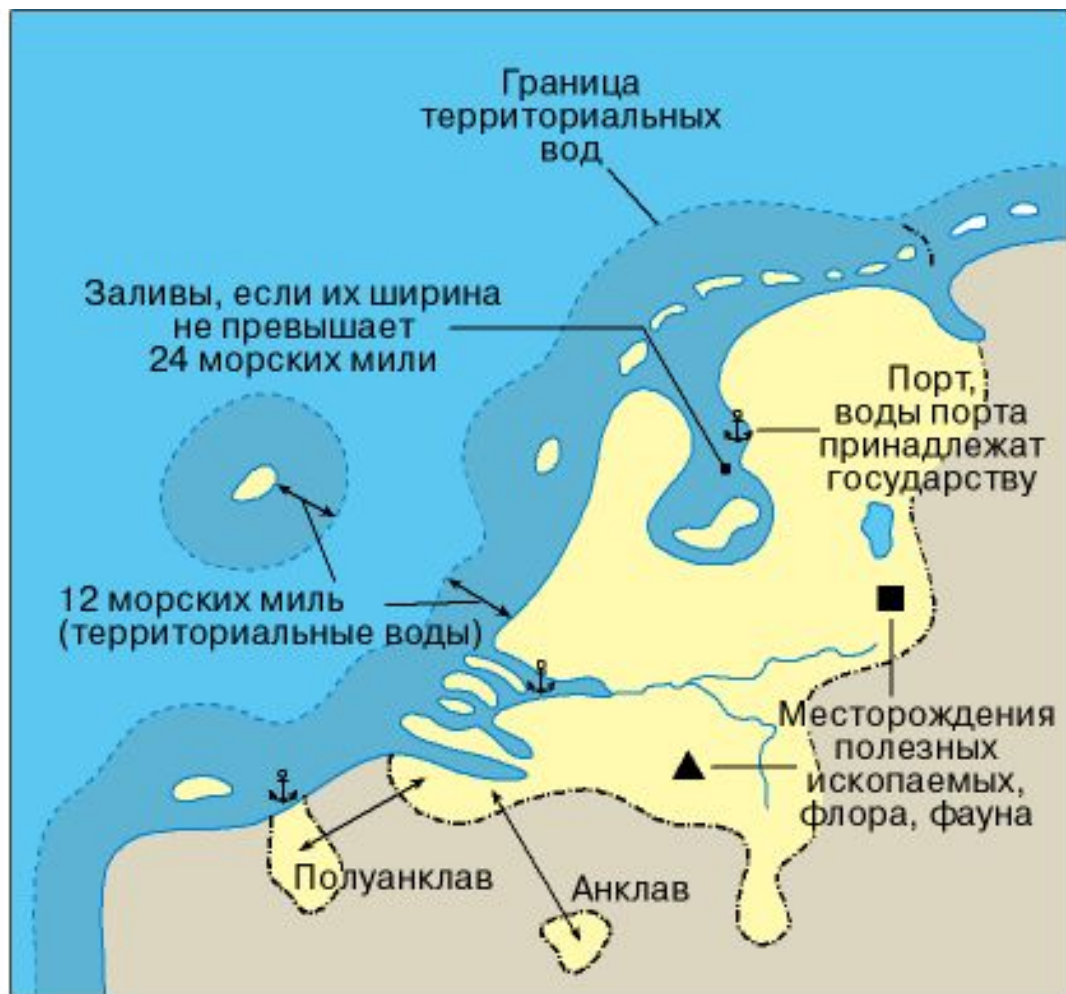 Граница
территориальных
вод
Заливы, если их ширина
не превышает
24 морских мили
Порт,
воды порта
принадлежат
государству
12 морских миль
(территориальные воды)
Месторождения
полезных
ископаемых,
флора, фауна
Полуанклав
Анклав